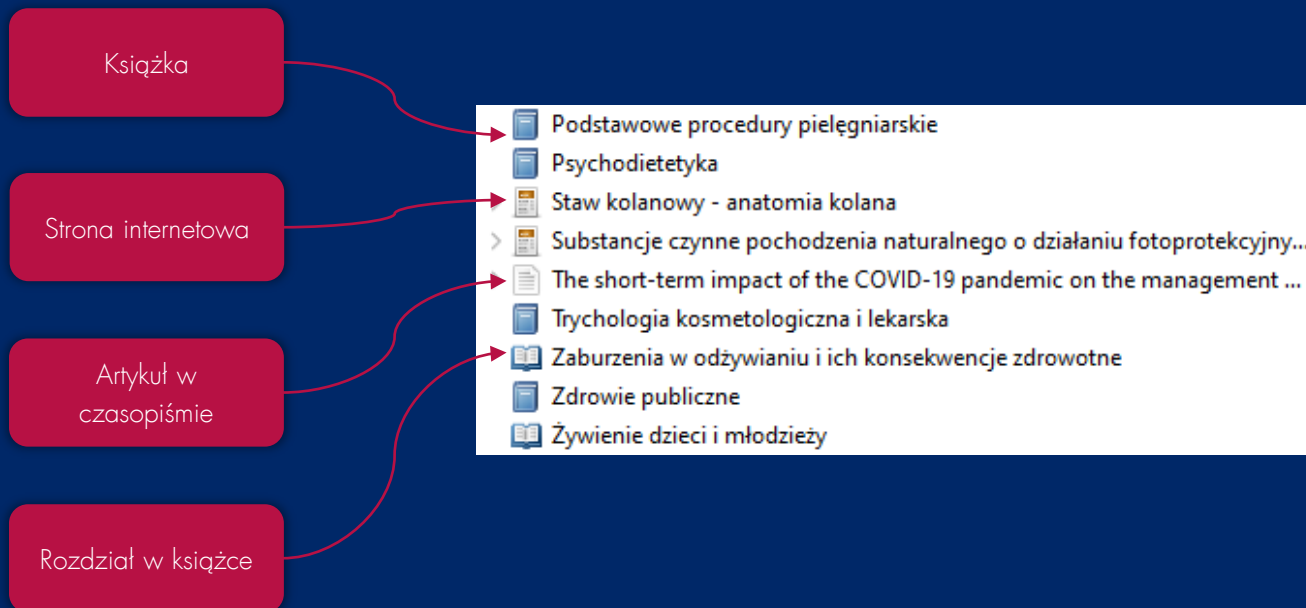 Książka
Strona internetowa
Artykuł w
czasopiśmie
Rozdział w książce
Podstawowe procedury pielęgniarskie
Psychodietetyka
Staw kolanowy - anatomia kolana
Substancje czynne pochodzenia naturalnego o działaniu fotoprotekcyjny...
The short-term impact of the COVID-19 pandemic on the management ...
Trychologia kosmetologiczna i lekarska
Zaburzenia w odżywianiu i ich konsekwencje zdrowotne
Zdrowie publiczne
Żywienie dzieci i młodzieży